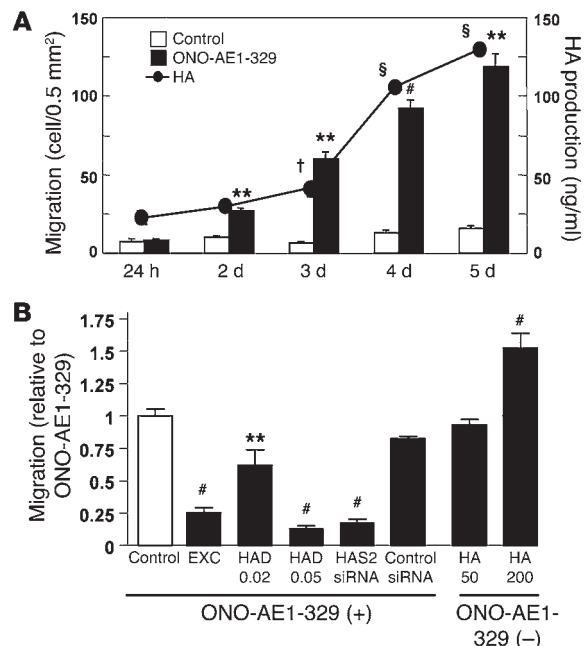 A
Control
ONO-AE1-329
HA
Migration (cell/0.5 mm²)
150
100
50
0
HA production (ng/ml)
150
100
50
0
**
†
**
§
#
§
**
24 h 2 d 3 d 4 d 5 d
B
Migration (relative to
ONO-AE1-329)
1.75
1.5
1.25
1
0.75
0.5
0.25
0
#
**
#
#
#
Control EXC HAD HAD HAS2 Control HA HA
0.02 0.05 siRNA siRNA 50 200
ONO-AE1-329 (+) ONO-AE1-
329 (–)